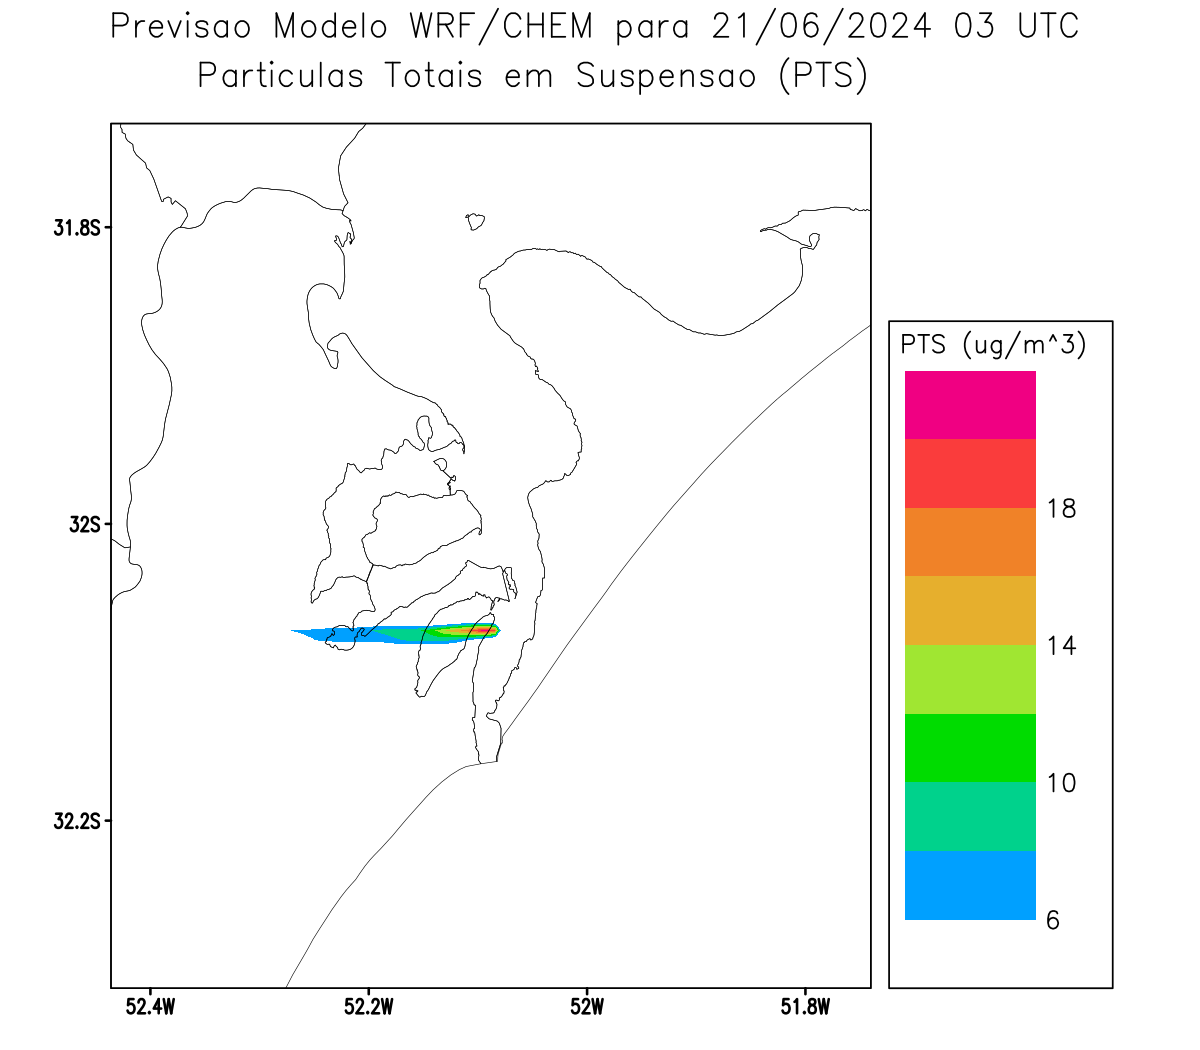 Previsao Modelo WRF/CHEM para 21/06/2024 03 UTC
Particulas Totais em Suspensao (PTS)
31.8S
32S
32.2S
52.4W
52.2W
52W
51.8W
PTS (ug/m^3)
18
14
10
6